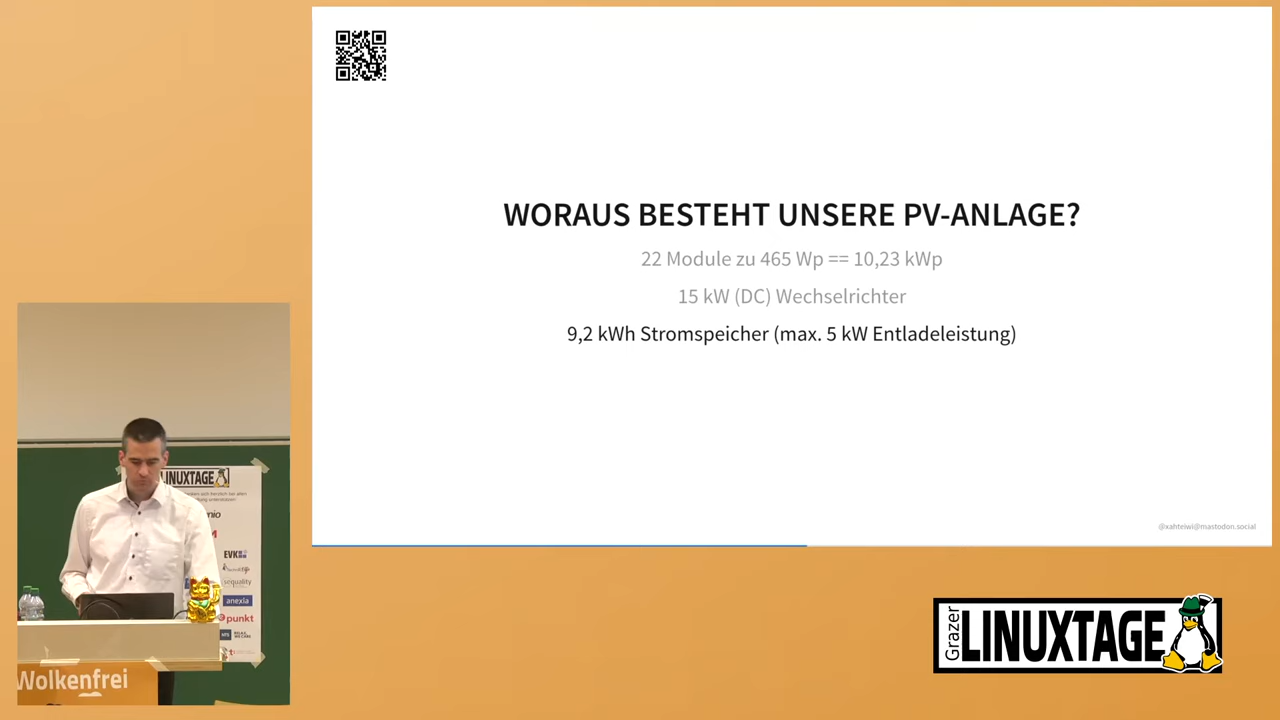 WORAUS BESTEHT UNSERE PV-ANLAGE?
22 Module zu 465 Wp == 10,23 kWp
15 kW (DC) Wechselrichter
9,2 kWh Stromspeicher (max. 5 kW Entladeleistung)
@xahteiwi@mastodon.social
LINUXTAGE
EVK
sequality
anexia
punkt
Wolkenfrei
Grazer
LINUXTAGE